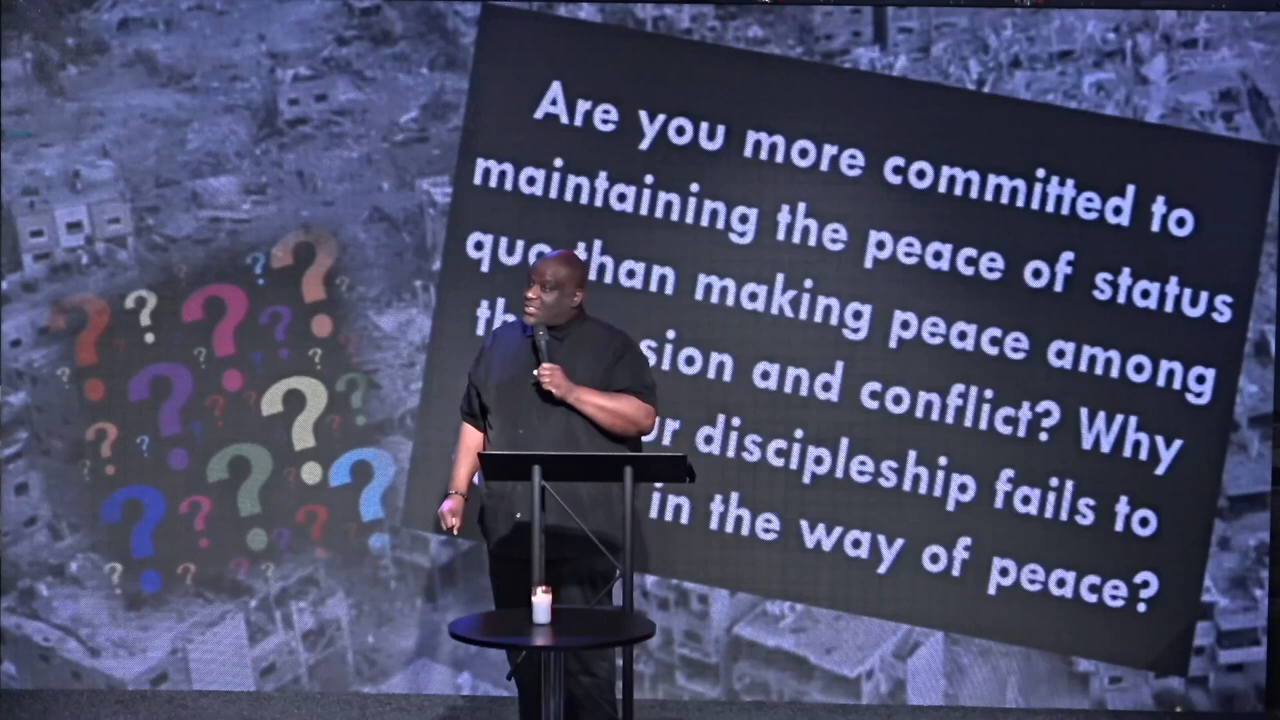 Are you more committed to
maintaining the peace of status
quo than making peace among
sion and conflict? Why
discipleship fails to
in the way of peace?